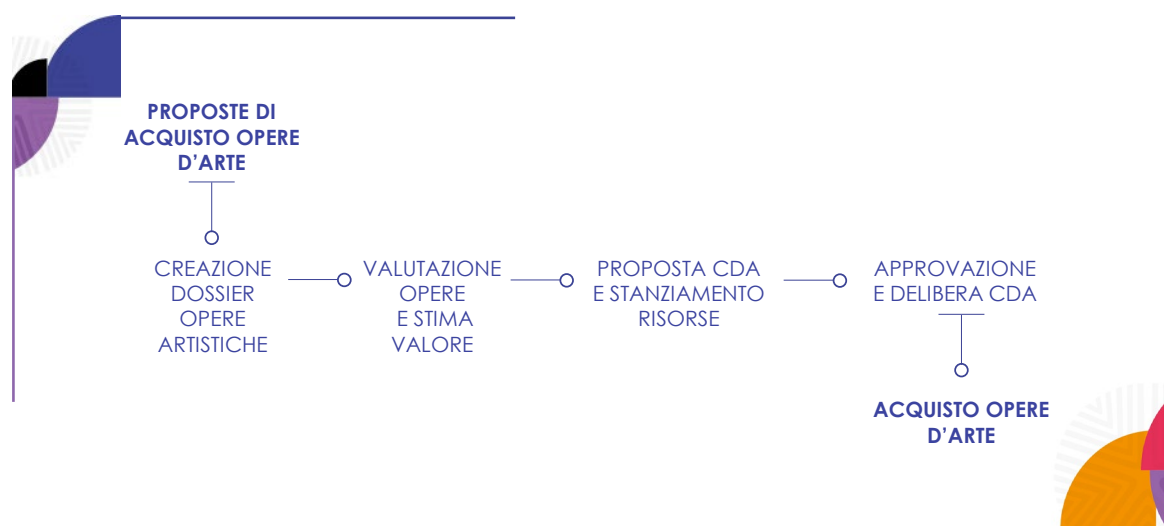 PROPOSTE DI
ACQUISTO OPERE
D’ARTE
CREAZIONE
DOSSIER
OPERE
ARTISTICHE
VALUTAZIONE
OPERE
E STIMA
VALORE
PROPOSTA CDA
E STANZIAMENTO
RISORSE
APPROVAZIONE
E DELIBERA CDA
ACQUISTO OPERE
D’ARTE